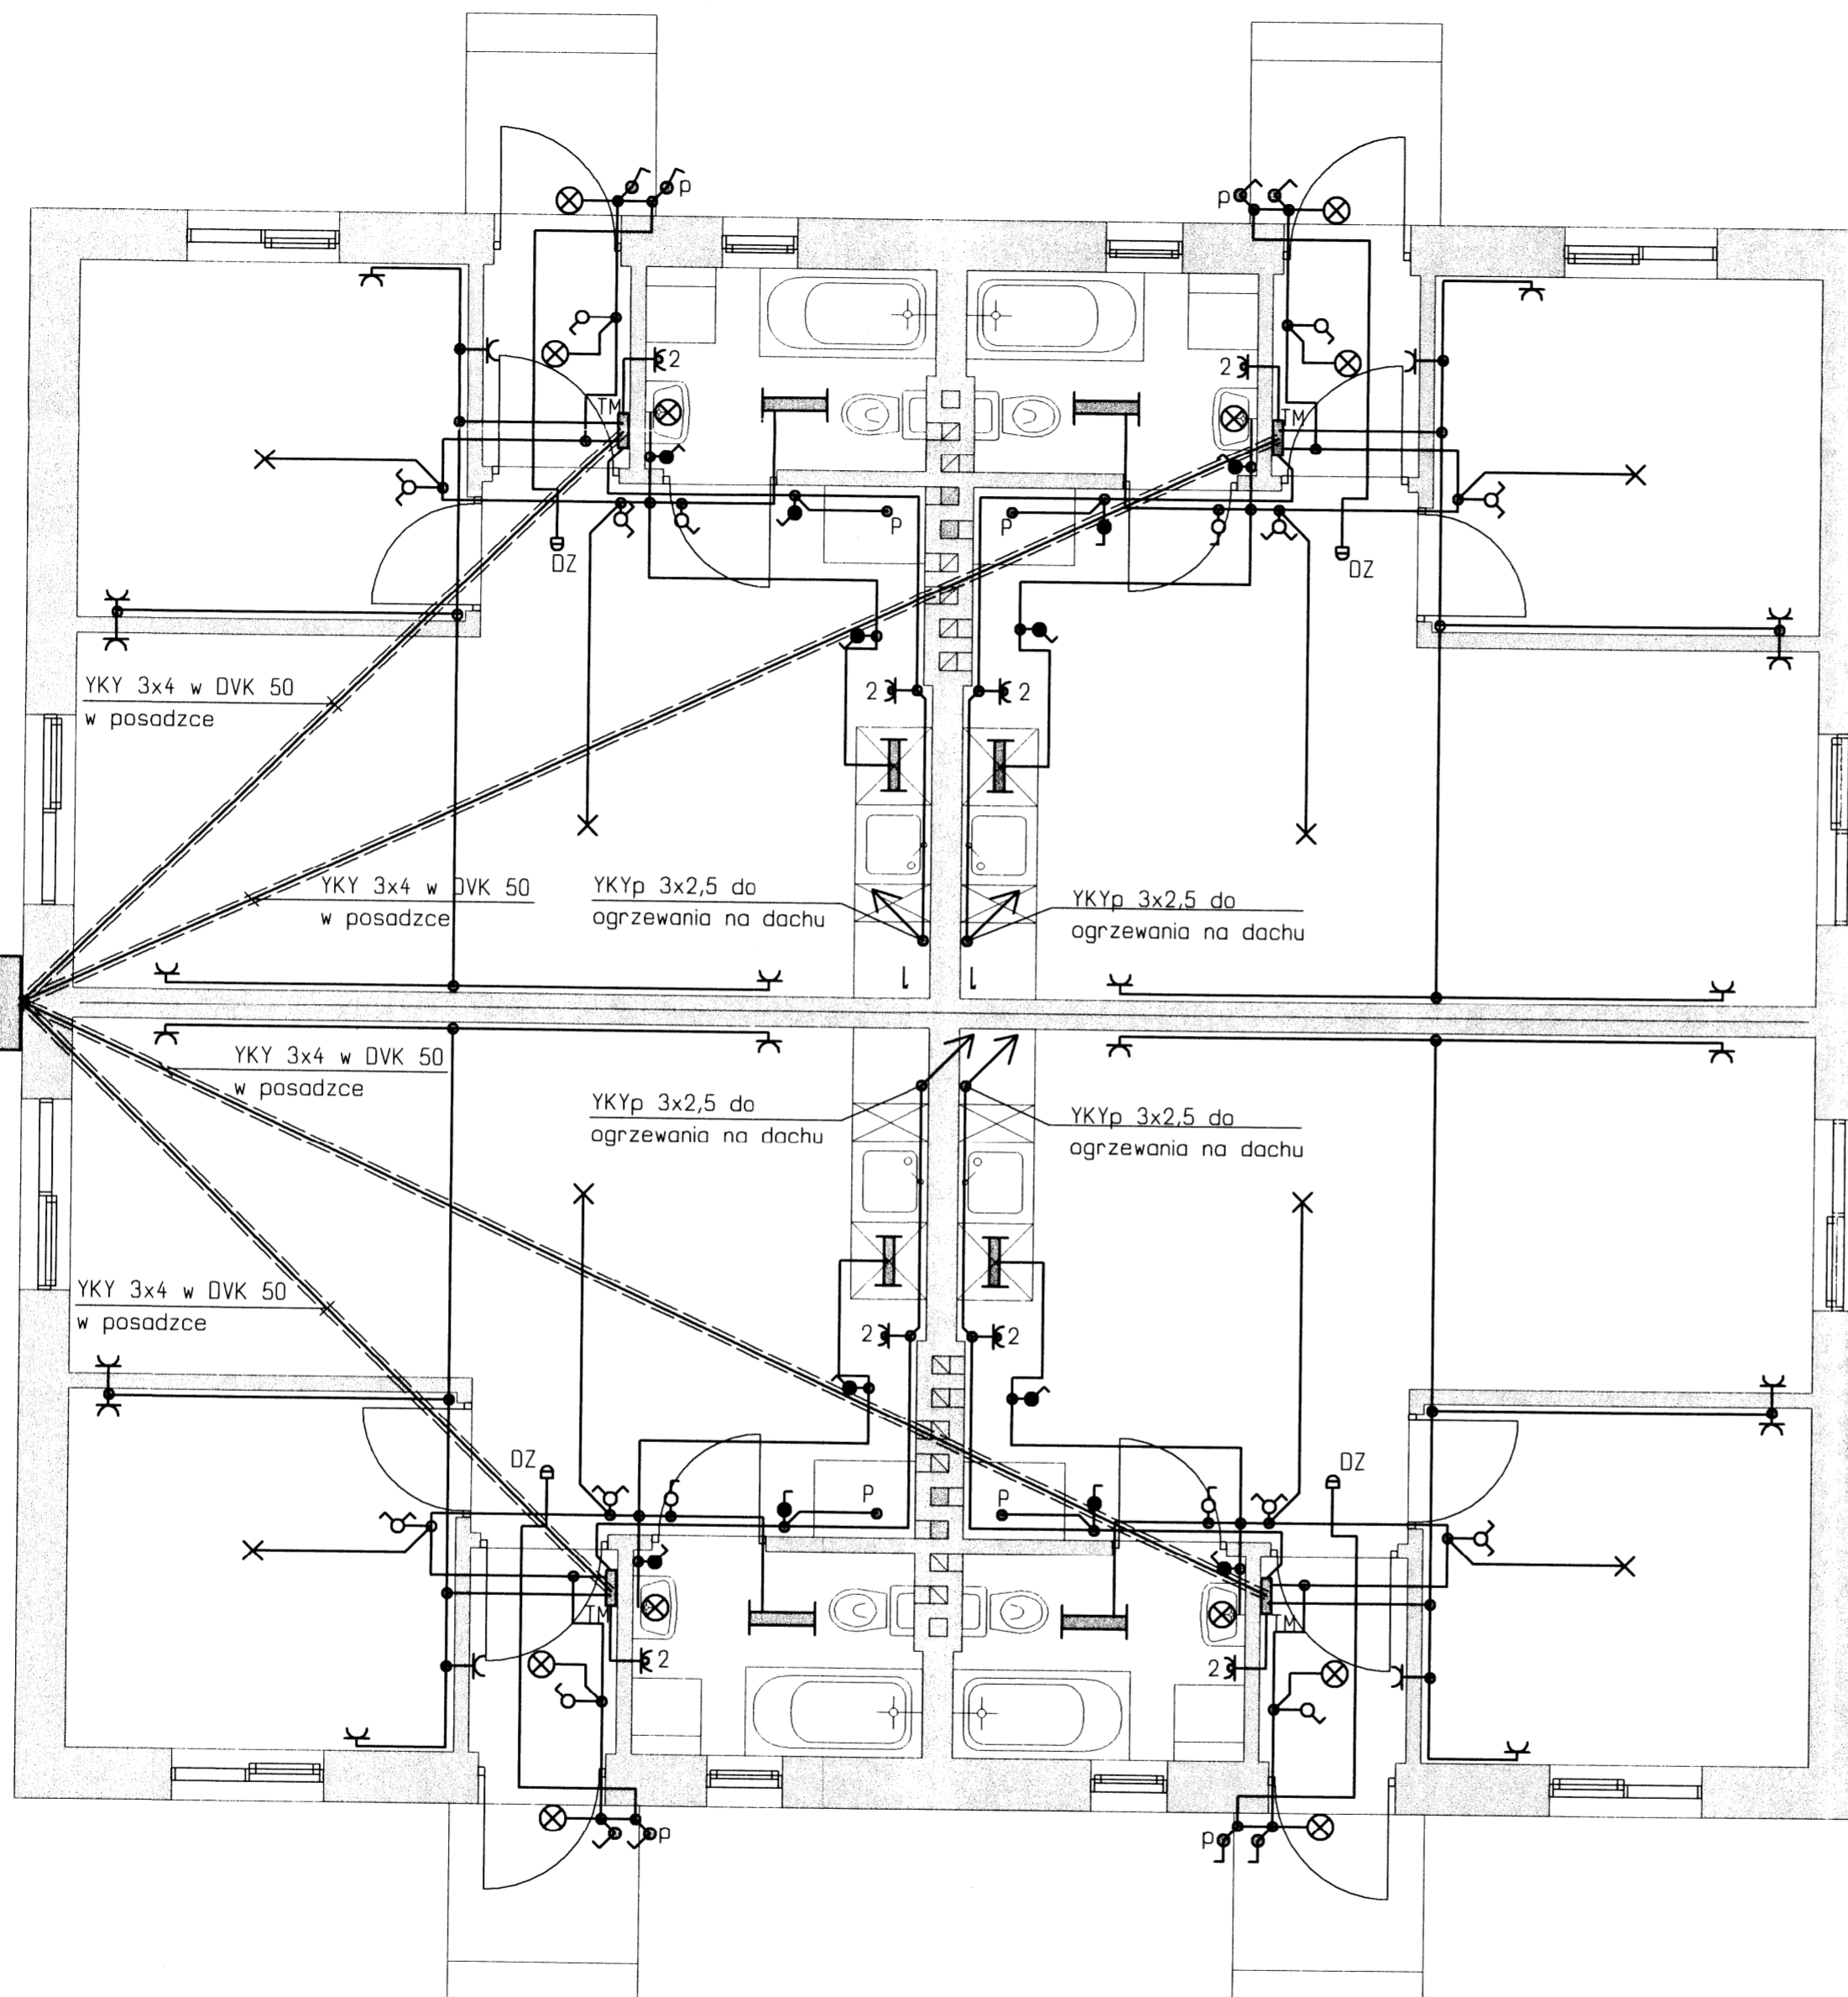 p
p
2
2
TM
TM
P
P
DZ
DZ
YKY 3x4 w DVK 50
w posadzce
2
2
YKY 3x4 w DVK 50
w posadzce
YKYp 3x2,5 do
ogrzewania na dachu
YKYp 3x2,5 do
ogrzewania na dachu
l
l
YKY 3x4 w DVK 50
w posadzce
YKYp 3x2,5 do
ogrzewania na dachu
YKYp 3x2,5 do
ogrzewania na dachu
YKY 3x4 w DVK 50
w posadzce
2
2
DZ
DZ
P
P
TM
TM
2
2
p
p